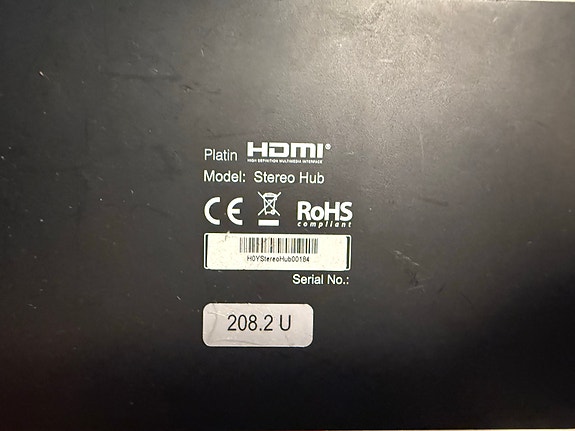 Platin HDMI®
HIGH DEFINITION MULTIMEDIA INTERFACE
Model: Stereo Hub
CE RoHS
compliant
H0YStereoHub00184
Serial No.:
208.2 U